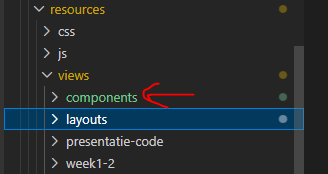 resources
css
js
views
components
layouts
presentatie-code
week1-2